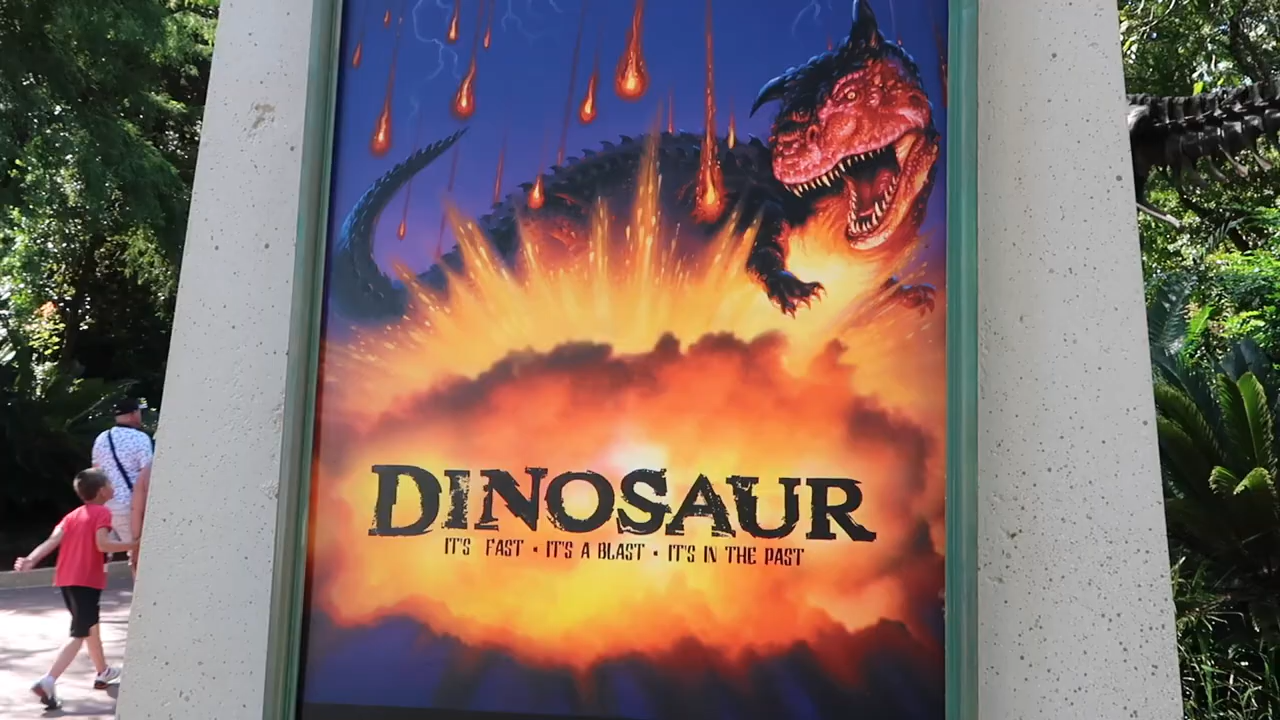 DINOSAUR
IT'S FAST • IT'S A BLAST • IT'S IN THE PAST